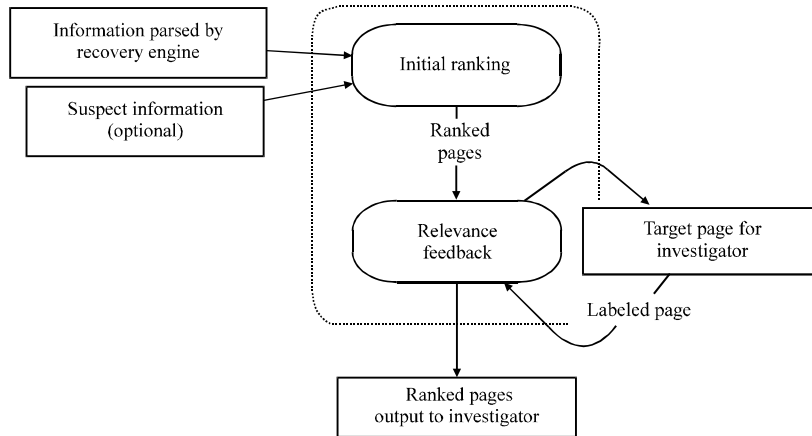 Information parsed by
recovery engine
Initial ranking
Suspect information
(optional)
Ranked
pages
Relevance
feedback
Target page for
investigator
Labeled page
Ranked pages
output to investigator